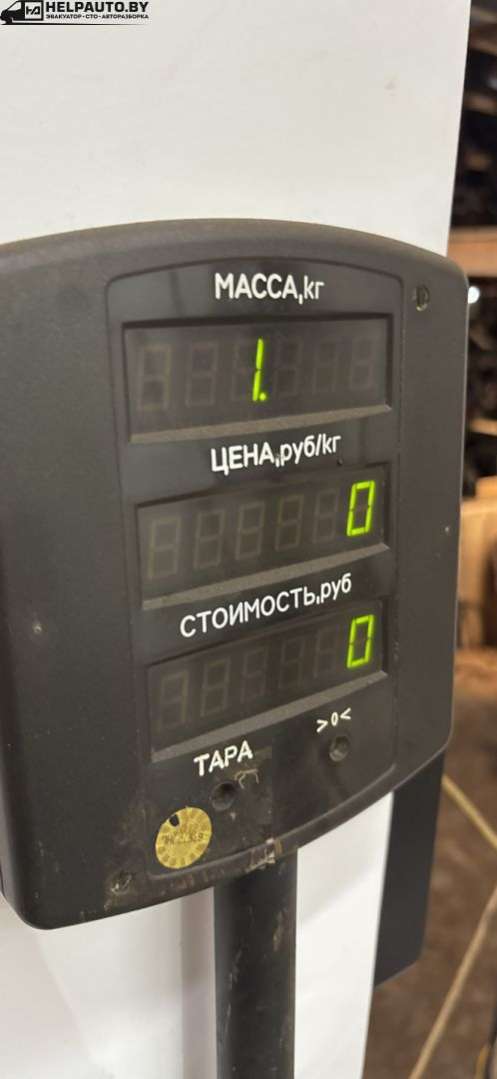 HELPAUTO.BY
ЭВАКУАТОР·СТО·АВТОРАЗБОРКА
МАССА,кг
1.
ЦЕНА,руб/кг
0
СТОИМОСТЬ,руб
0
>0<
ТАРА